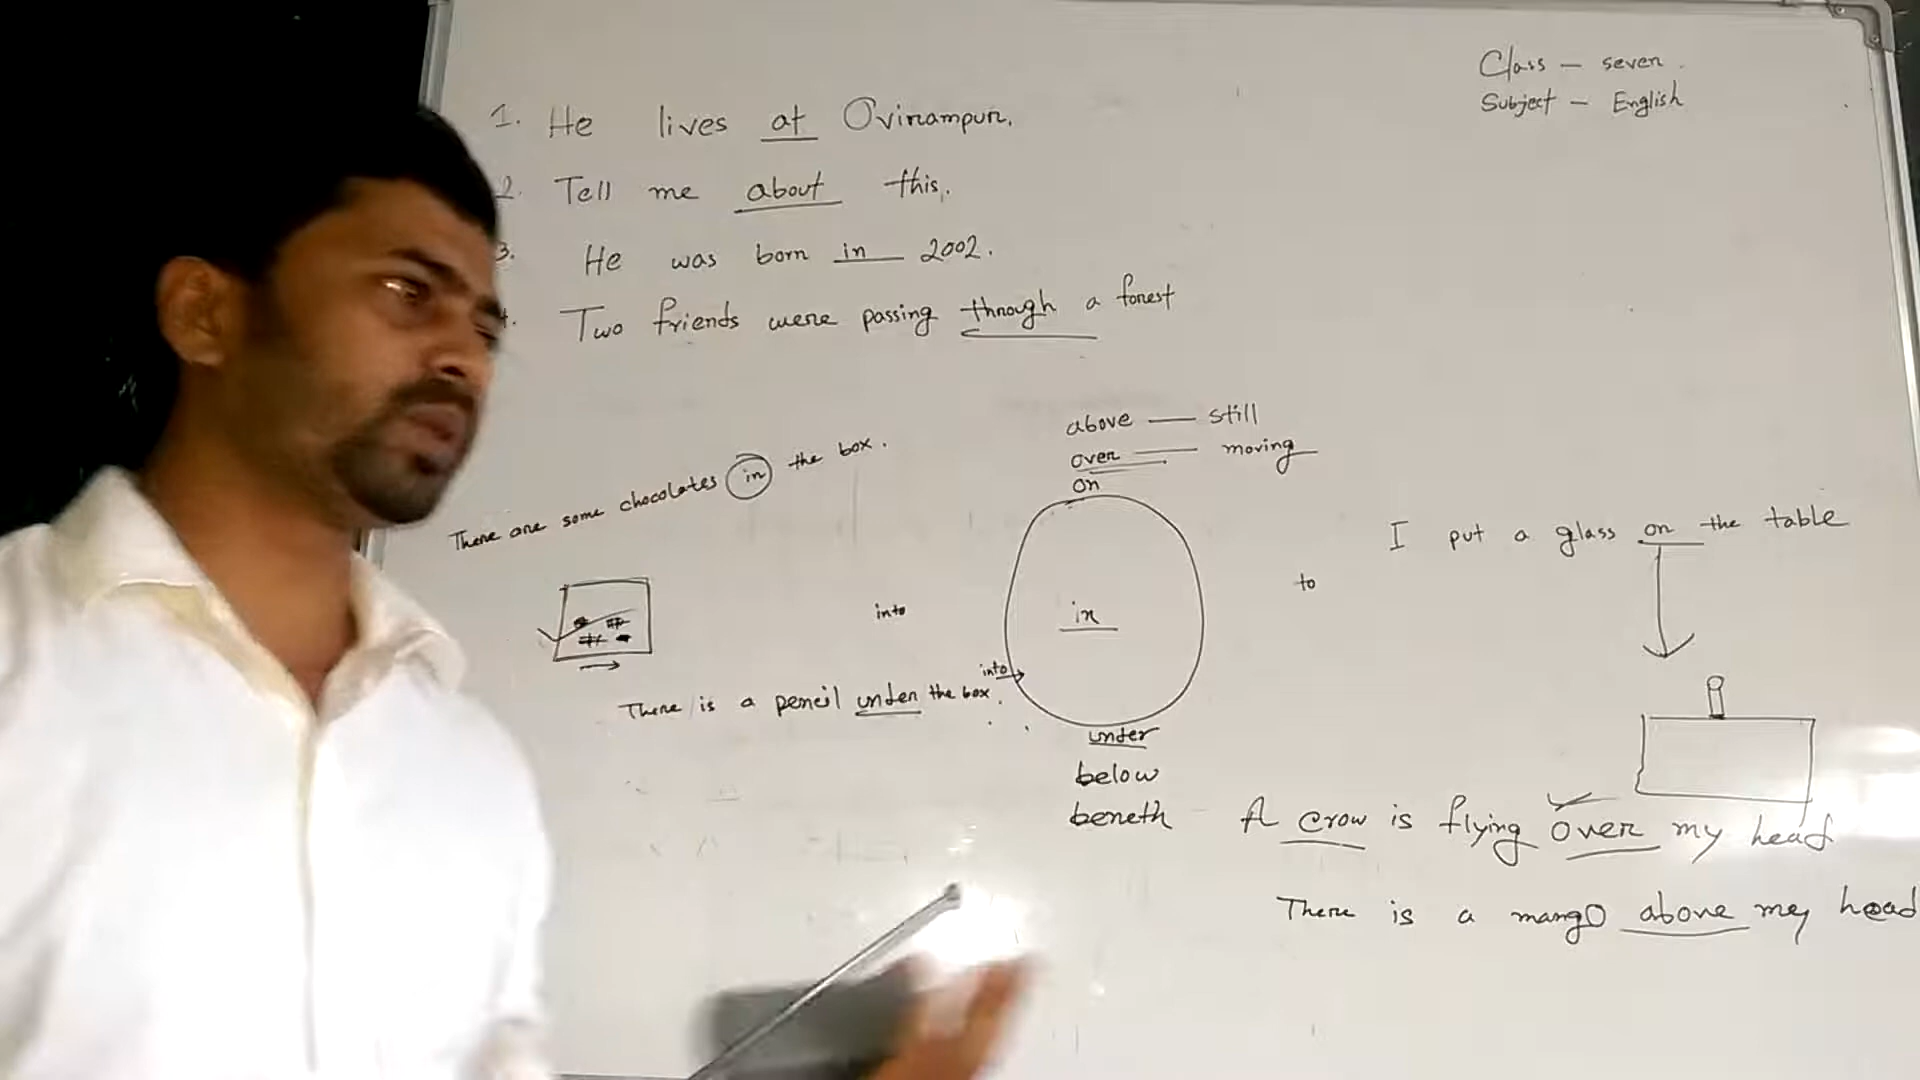 Class – seven.
Subject – English
1. He lives at Ovirampur.
2. Tell me about this.
3. He was born in 2002.
4. Two friends were passing through a forest
above — still
over — moving
on
There are some chocolates in the box.
I put a glass on the table
into
in
to
into
There is a pencil under the box.
under
below
beneth
A crow is flying over my head
There is a mango above my head